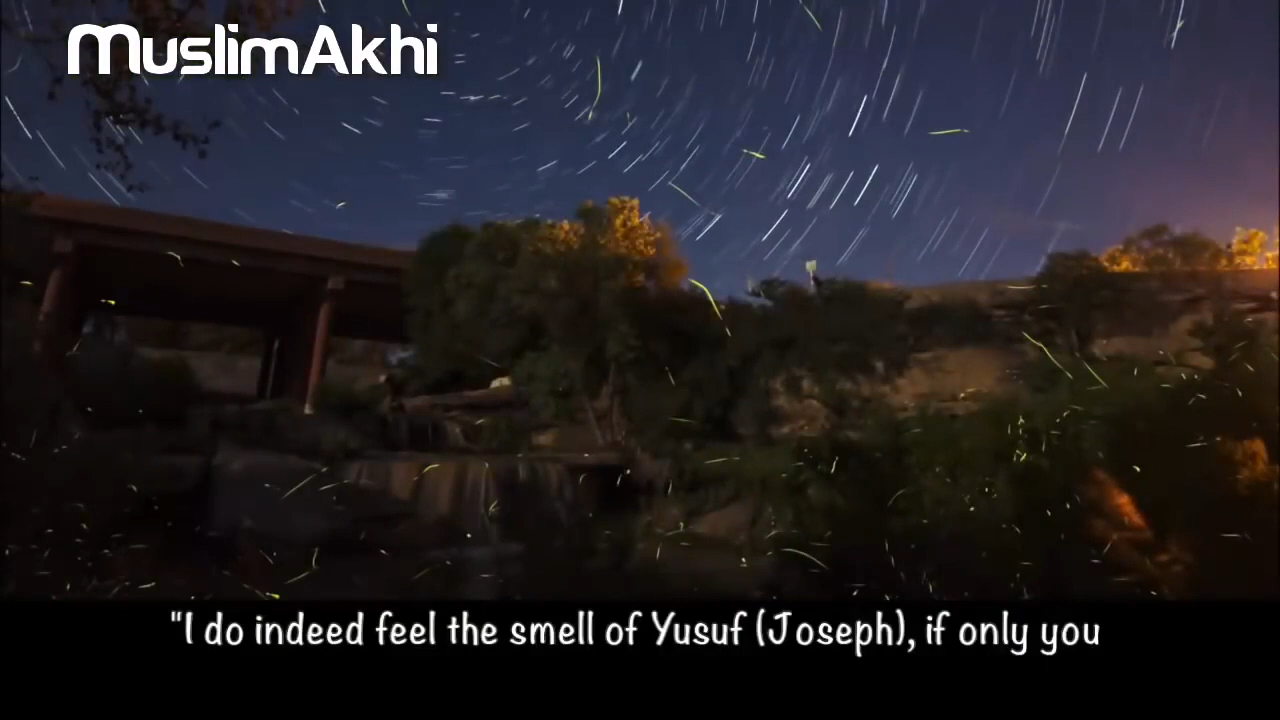 MuslimAkhi
"I do indeed feel the smell of Yusuf (Joseph), if only you